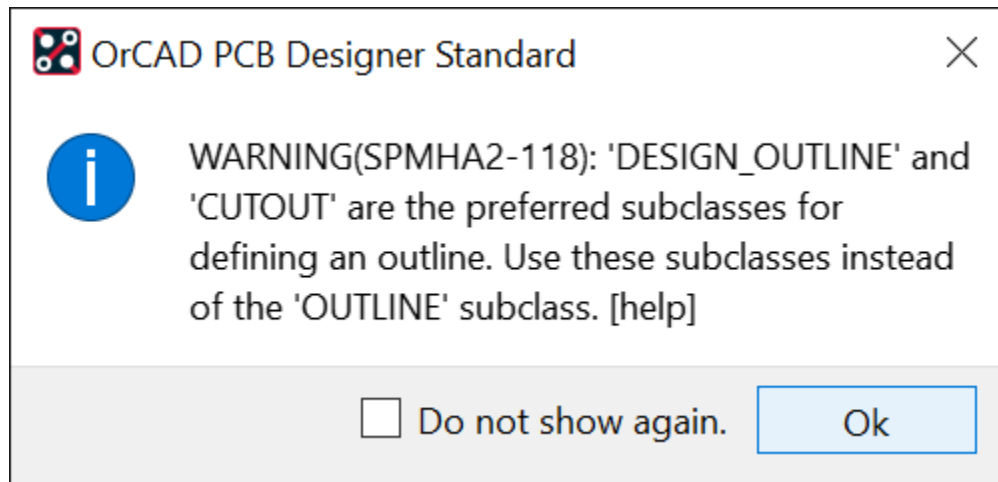 OrCAD PCB Designer Standard
WARNING(SPMHA2-118): 'DESIGN_OUTLINE' and
'CUTOUT' are the preferred subclasses for
defining an outline. Use these subclasses instead
of the 'OUTLINE' subclass. [help]
Do not show again.
Ok